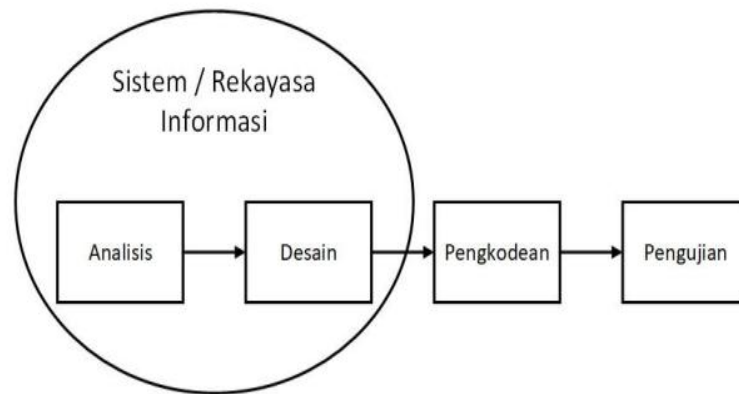 Sistem / Rekayasa
Informasi
Analisis
Desain
Pengkodean
Pengujian